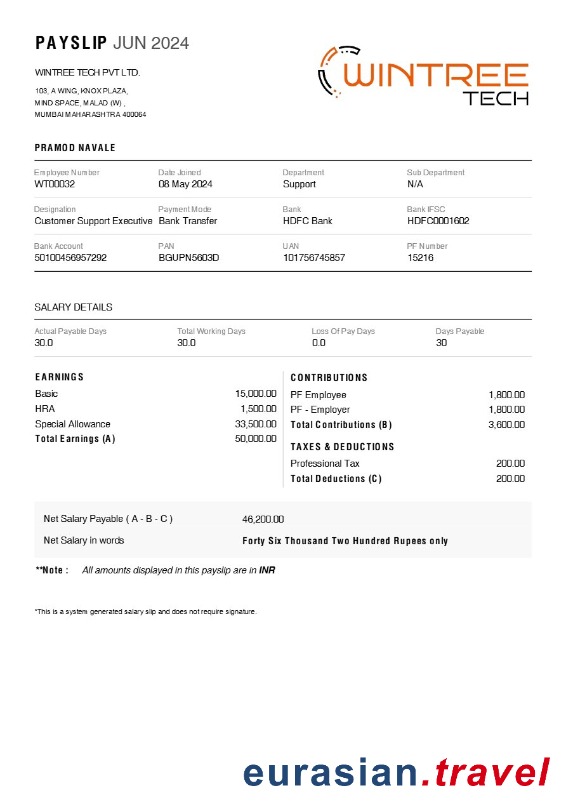 PAYSLIP JUN 2024
WINTREE TECH PVT LTD.
103, A WING, KNOX PLAZA,
MIND SPACE, MALAD (W) ,
MUMBAI MAHARASHTRA 400064
WINTREE
TECH
PRAMOD NAVALE
Employee Number Date Joined Department Sub Department
WT00032 08 May 2024 Support N/A
Designation Payment Mode Bank Bank IFSC
Customer Support Executive Bank Transfer HDFC Bank HDFC0001602
Bank Account PAN UAN PF Number
50100456957292 BGUPN5603D 101756745857 15216
SALARY DETAILS
Actual Payable Days Total Working Days Loss Of Pay Days Days Payable
30.0 30.0 0.0 30
EARNINGS
Basic 15,000.00
HRA 1,500.00
Special Allowance 33,500.00
Total Earnings (A) 50,000.00
CONTRIBUTIONS
PF Employee 1,800.00
PF - Employer 1,800.00
Total Contributions (B) 3,600.00
TAXES & DEDUCTIONS
Professional Tax 200.00
Total Deductions (C) 200.00
Net Salary Payable ( A - B - C ) 46,200.00
Net Salary in words Forty Six Thousand Two Hundred Rupees only
**Note : All amounts displayed in this payslip are in INR
*This is a system generated salary slip and does not require signature.
eurasian.travel